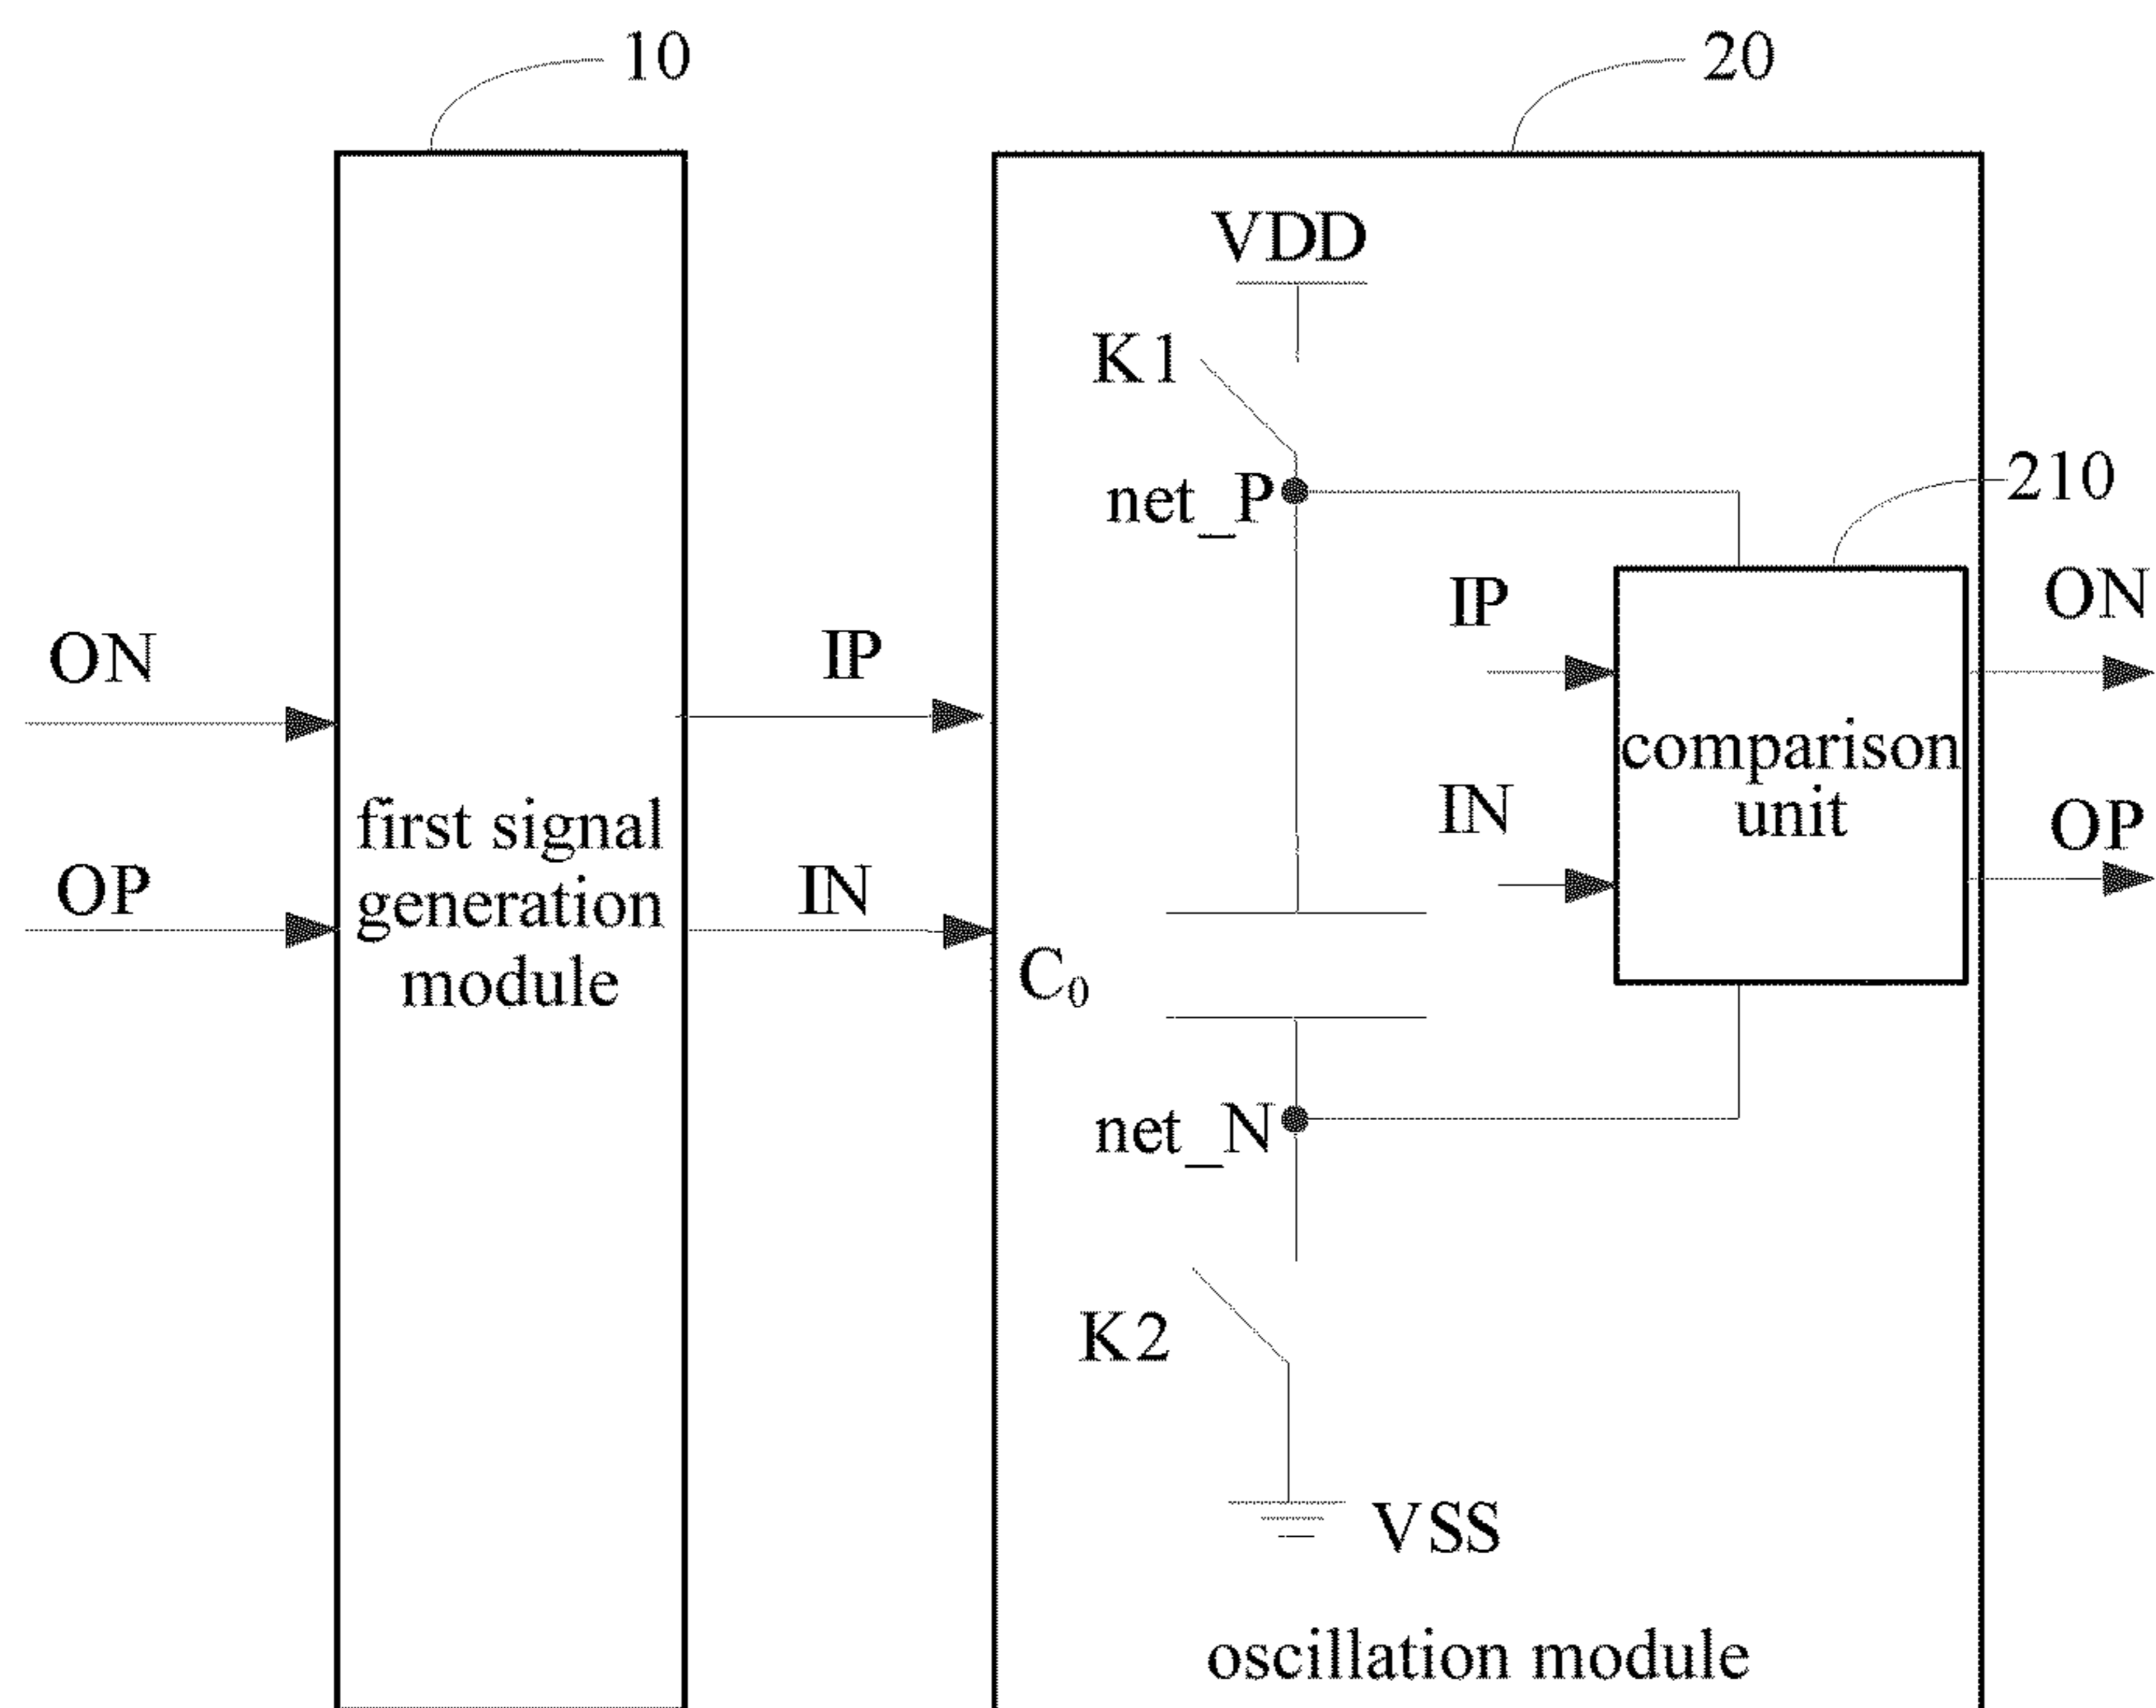 10
20
VDD
K1
net_P
210
IP
ON
ON
IP
comparison
unit
IN
OP
first signal
generation
module
OP
IN
C₀
net_N
K2
VSS
oscillation module